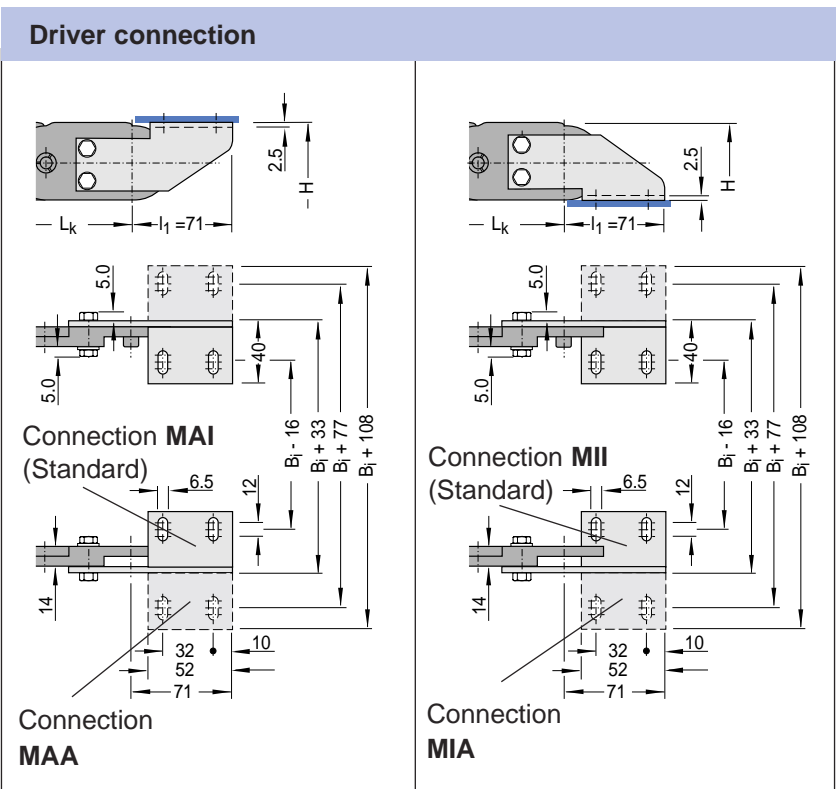 Driver connection
2.5
H
Lk
l1 =71
5.0
40
5.0
Bi - 16
Bi + 33
Bi + 77
Bi + 108
Connection MAI
(Standard)
6.5
12
14
32
10
52
71
Connection
MAA
2.5
H
Lk
l1 =71
5.0
40
5.0
Bi - 16
Bi + 33
Bi + 77
Bi + 108
Connection MII
(Standard)
6.5
12
14
32
10
52
71
Connection
MIA